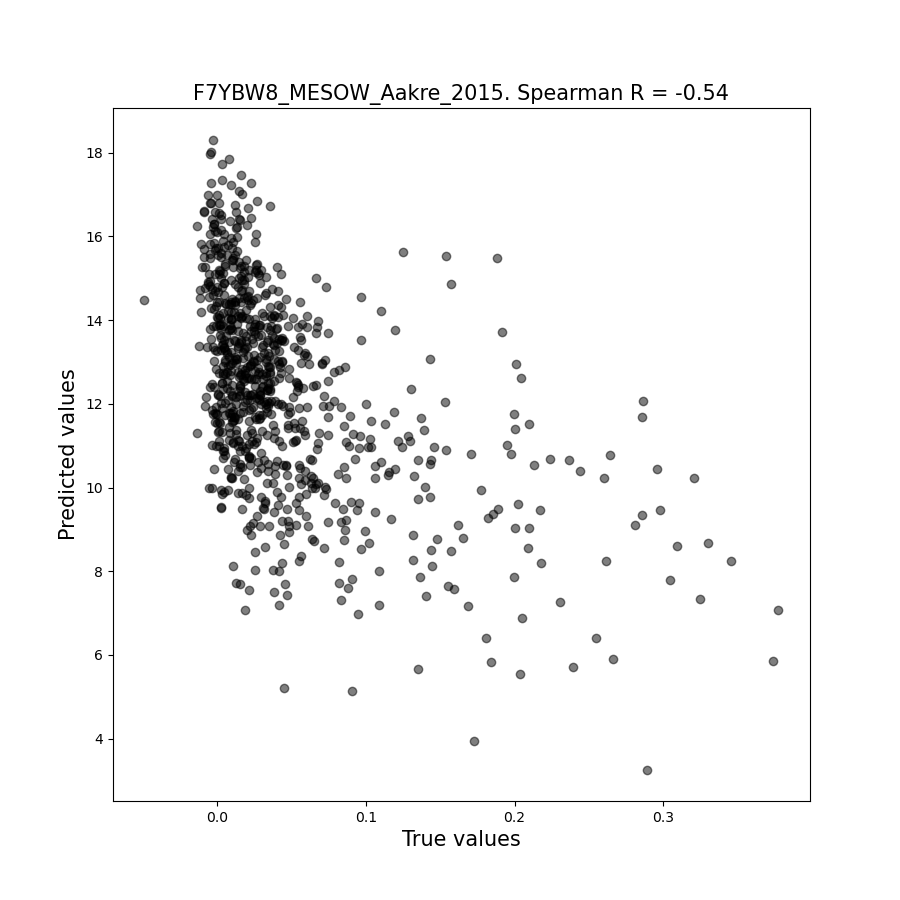 F7YBW8_MESOW_Aakre_2015. Spearman R = -0.54
18
16
14
12
10
8
6
4
Predicted values
0.0 0.1 0.2 0.3
True values